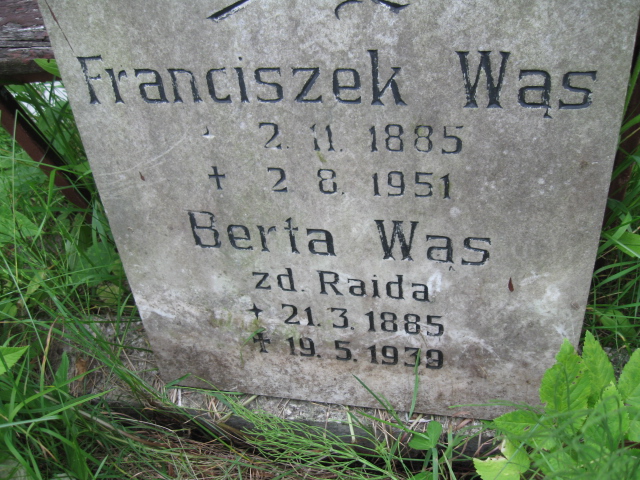 Franciszek Wąs
* 2. 11. 1885
✝ 2. 8. 1951
Berta Wąs
zd. Raida
* 21. 3. 1885
✝ 19. 5. 1939